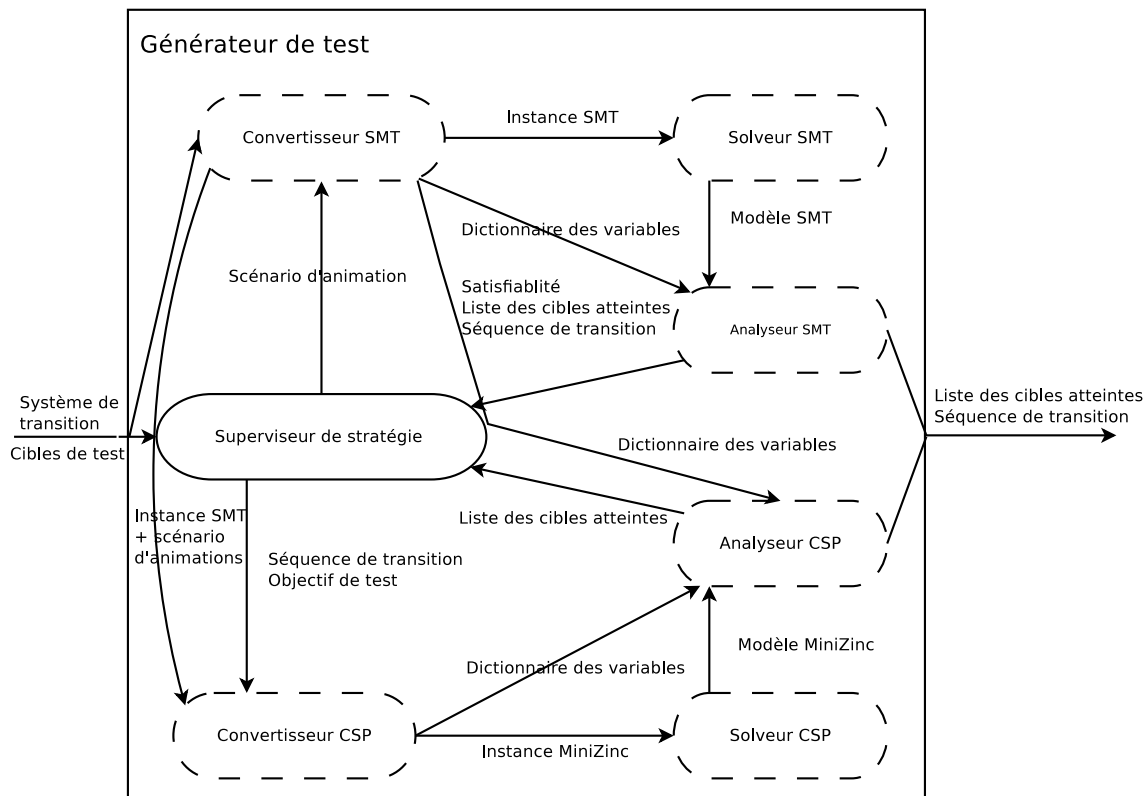 Générateur de test
Convertisseur SMT
Instance SMT
Solveur SMT
Modèle SMT
Dictionnaire des variables
Scénario d'animation
Satisfiablité
Liste des cibles atteintes
Séquence de transition
Analyseur SMT
Système de
transition
Cibles de test
Superviseur de stratégie
Liste des cibles atteintes
Séquence de transition
Dictionnaire des variables
Liste des cibles atteintes
Analyseur CSP
Instance SMT
+ scénario
d'animations
Séquence de transition
Objectif de test
Modèle MiniZinc
Dictionnaire des variables
Convertisseur CSP
Instance MiniZinc
Solveur CSP